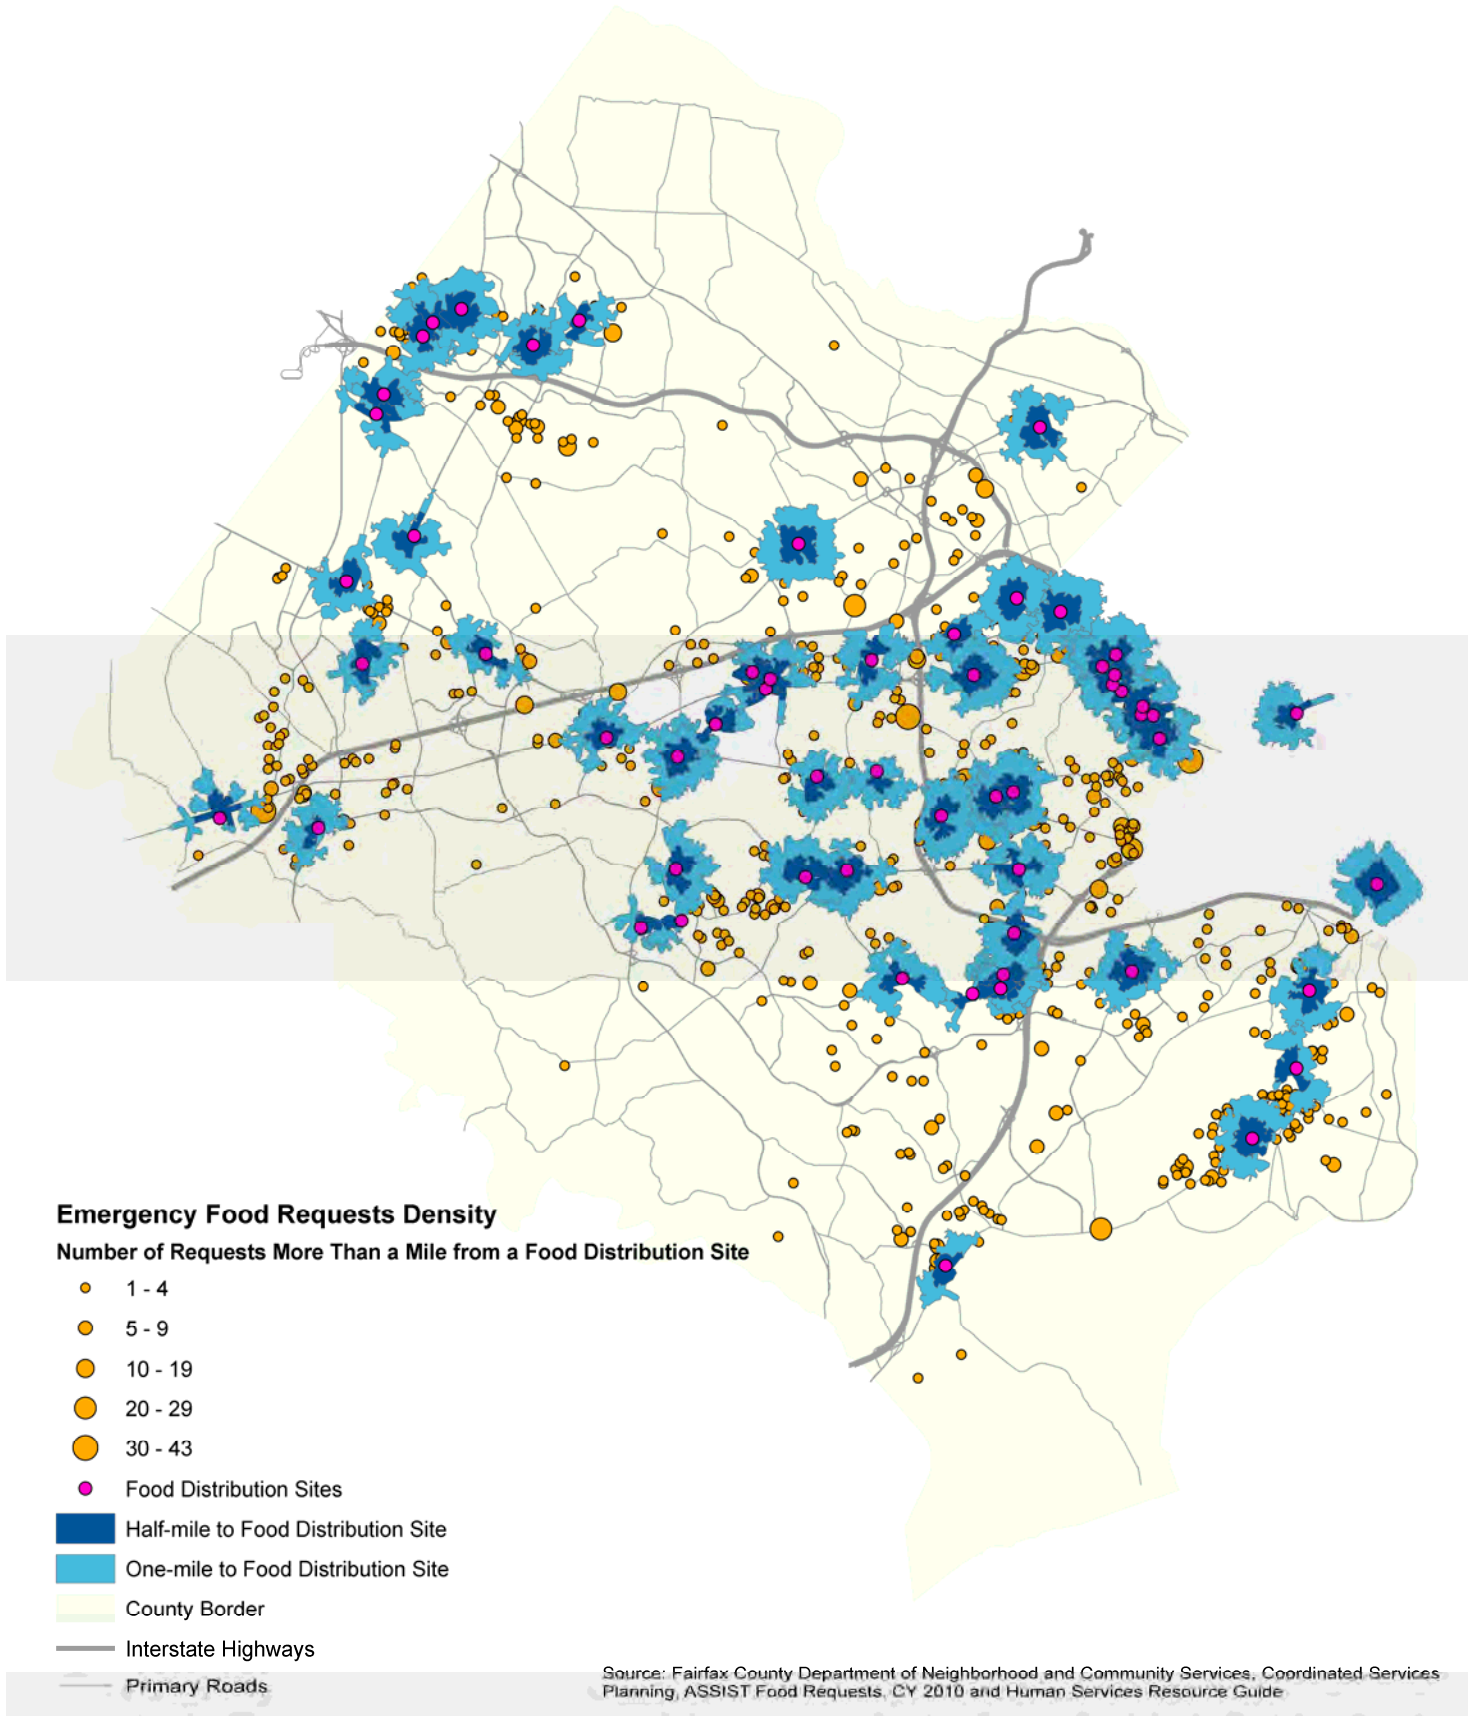 Emergency Food Requests Density
Number of Requests More Than a Mile from a Food Distribution Site
1 - 4
5 - 9
10 - 19
20 - 29
30 - 43
Food Distribution Sites
Half-mile to Food Distribution Site
One-mile to Food Distribution Site
County Border
Interstate Highways
Primary Roads
Source: Fairfax County Department of Neighborhood and Community Services, Coordinated Services
Planning, ASSIST Food Requests, CY 2010 and Human Services Resource Guide